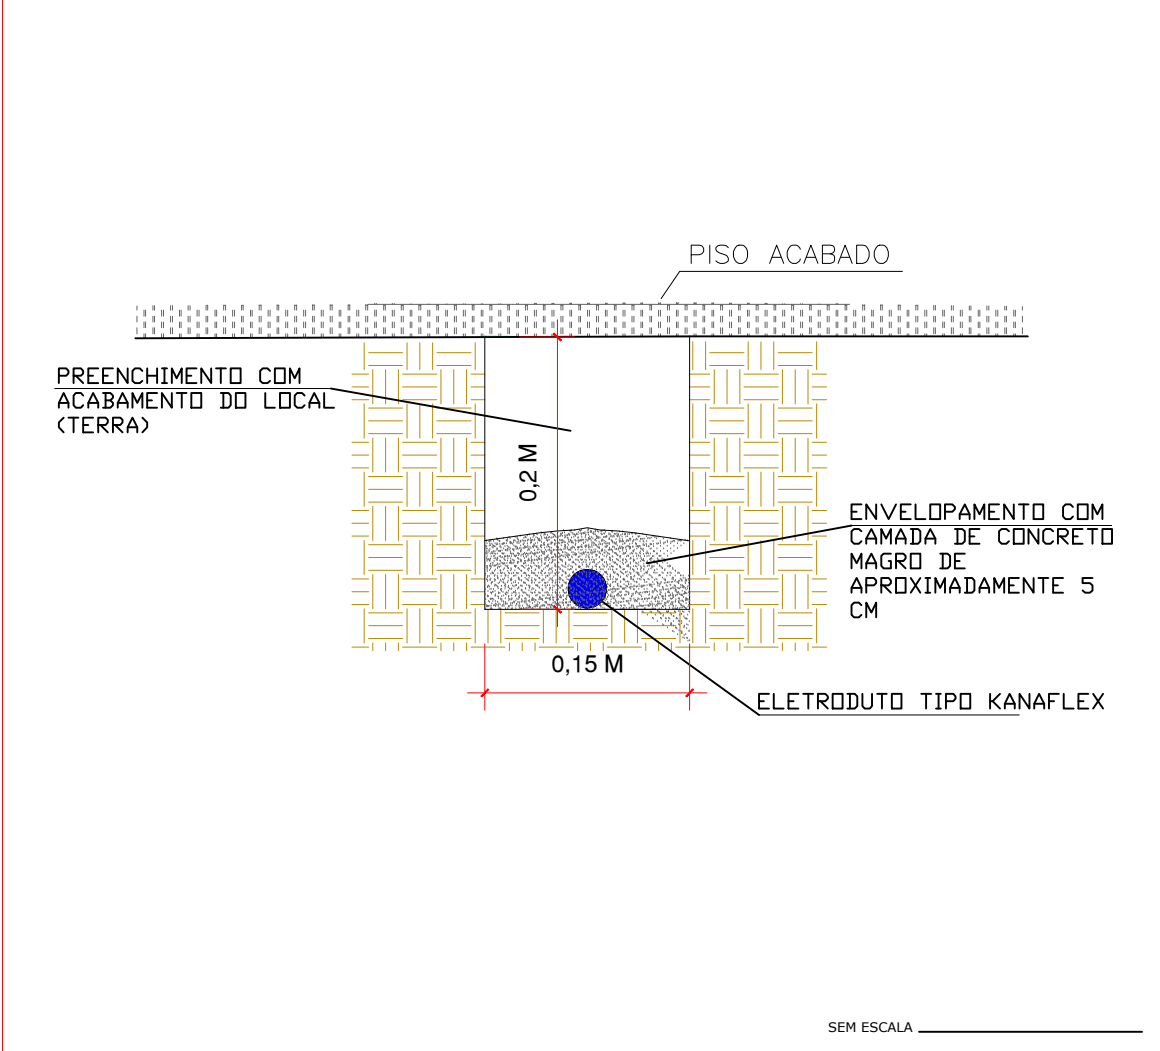 PISO ACABADO
PREENCHIMENTO COM
ACABAMENTO DO LOCAL
(TERRA)
0,2 M
ENVELOPAMENTO COM
CAMADA DE CONCRETO
MAGRO DE
APROXIMADAMENTE 5
CM
0,15 M
ELETRODUTO TIPO KANAFLEX
SEM ESCALA